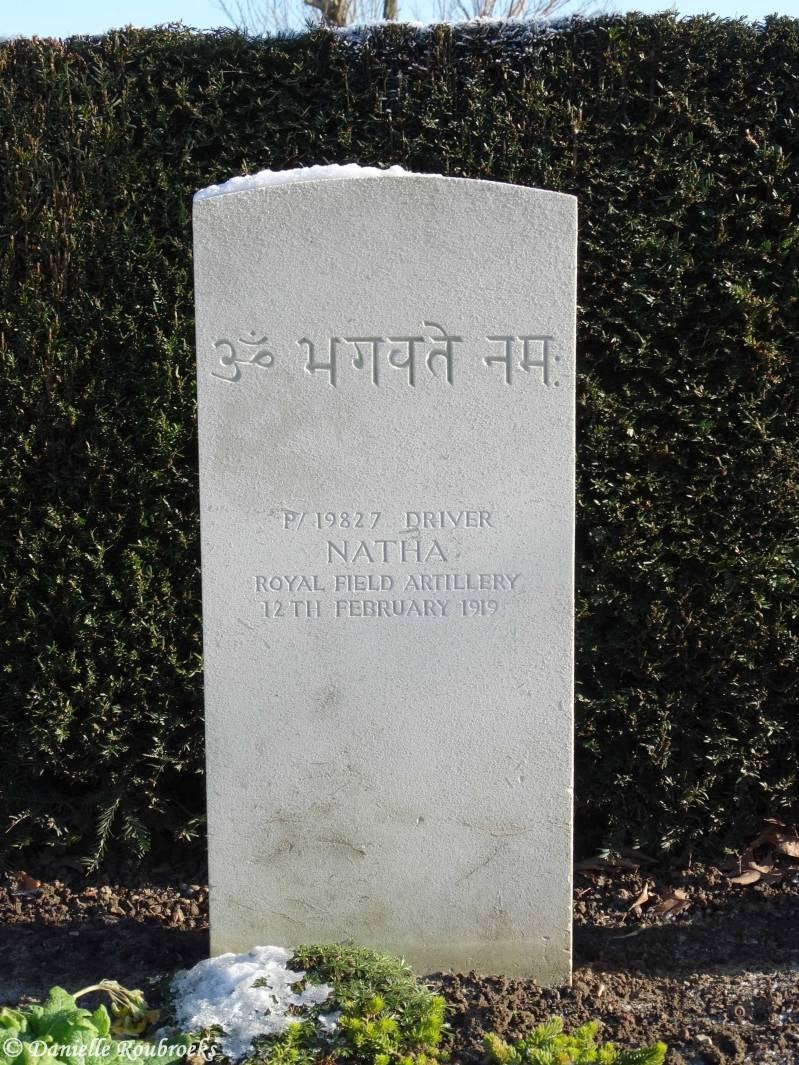 ॐ भगवते नमः
P/19827 DRIVER
NATHA
ROYAL FIELD ARTILLERY
12TH FEBRUARY 1919
© Danielle Roubroeks